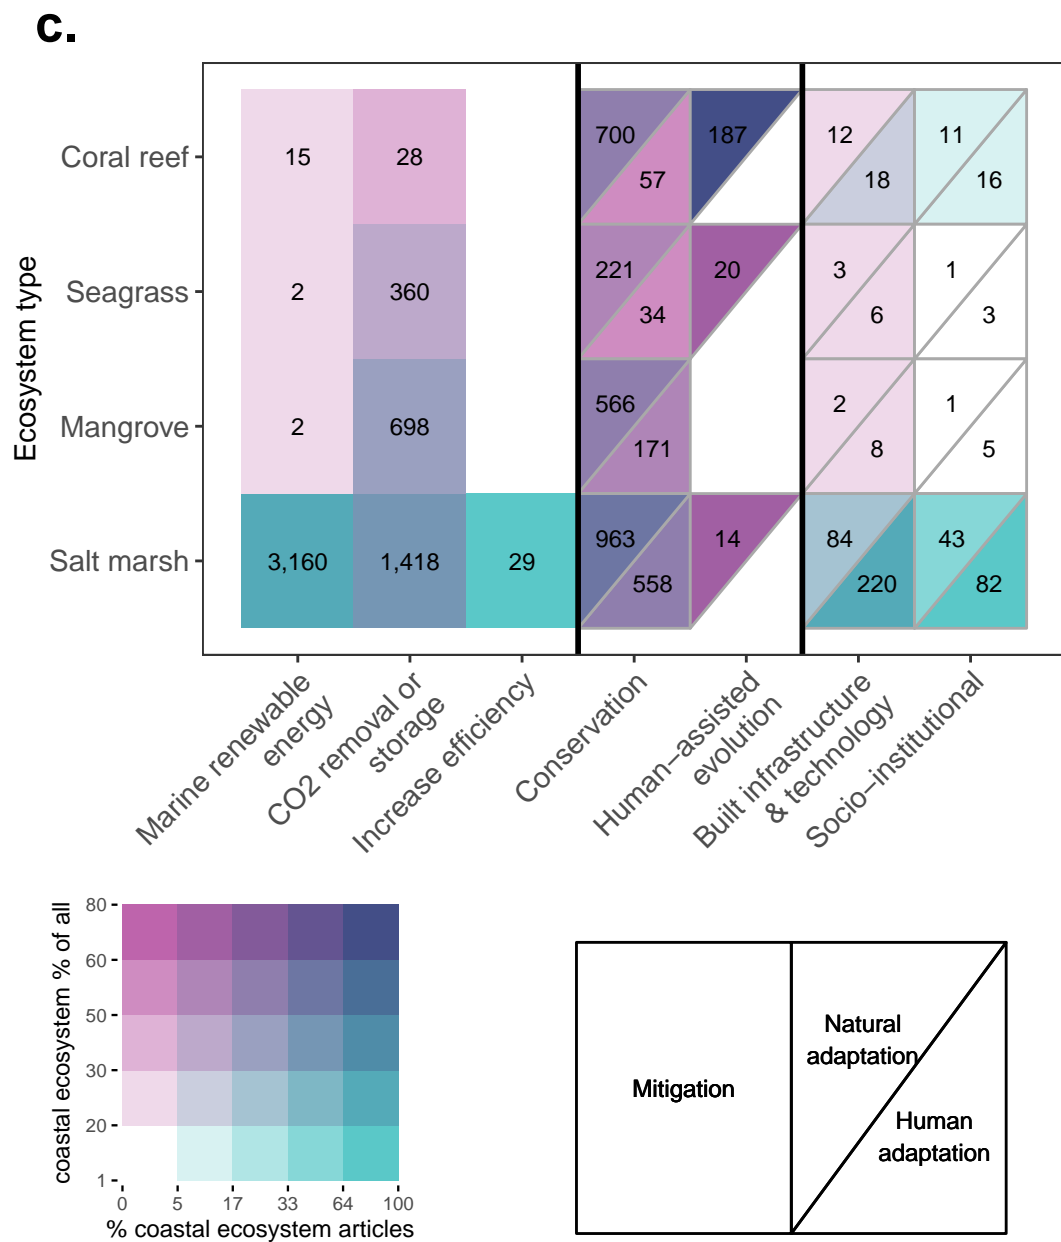 c.
Ecosystem type
Coral reef
15
28
700
57
187
12
18
11
16
Seagrass
2
360
221
34
20
3
6
1
3
Mangrove
2
698
566
171
2
8
1
5
Salt marsh
3,160
1,418
29
963
558
14
84
220
43
82
Marine renewable
energy
CO2 removal or
storage
Increase efficiency
Conservation
Human−assisted
evolution
Built infrastructure
& technology
Socio−institutional
coastal ecosystem % of all
80
60
50
30
20
1
0
5
17
33
64
100
% coastal ecosystem articles
Mitigation
Natural
adaptation
Human
adaptation